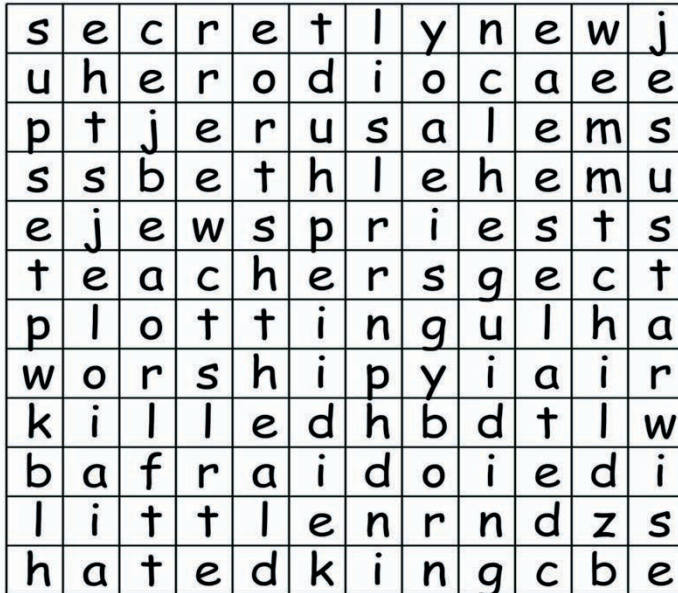 s e c r e t l y n e w j
u h e r o d i o c a e e
p t j e r u s a l e m s
s s b e t h l e h e m u
e j e w s p r i e s t s
t e a c h e r s g e c t
p l o t t i n g u l h a
w o r s h i p y i a i r
k i l l e d h b d t l w
b a f r a i d o i e d i
l i t t l e n r n d z s
h a t e d k i n g c b e